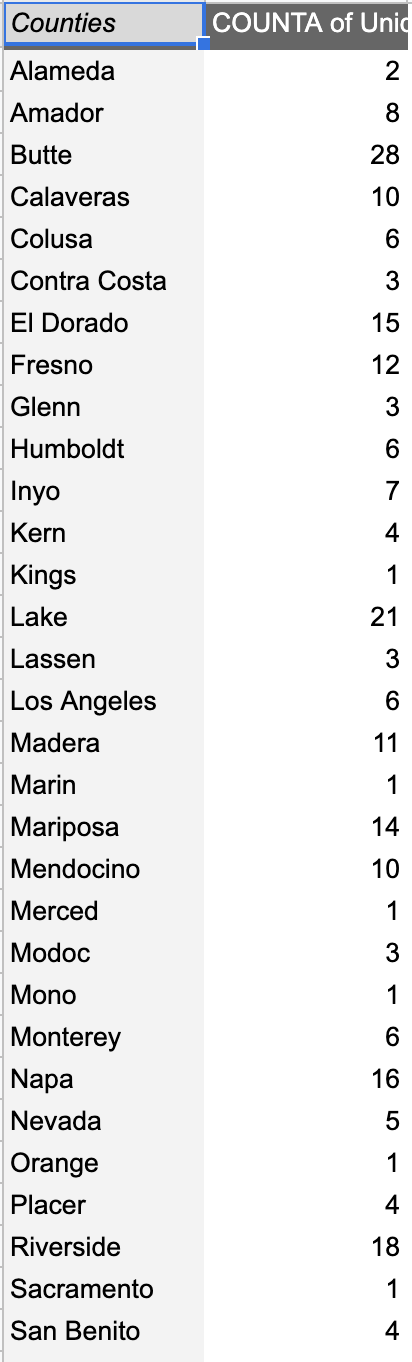 Counties COUNTA of
Alameda 2
Amador 8
Butte 28
Calaveras 10
Colusa 6
Contra Costa 3
El Dorado 15
Fresno 12
Glenn 3
Humboldt 6
Inyo 7
Kern 4
Kings 1
Lake 21
Lassen 3
Los Angeles 6
Madera 11
Marin 1
Mariposa 14
Mendocino 10
Merced 1
Modoc 3
Mono 1
Monterey 6
Napa 16
Nevada 5
Orange 1
Placer 4
Riverside 18
Sacramento 1
San Benito 4